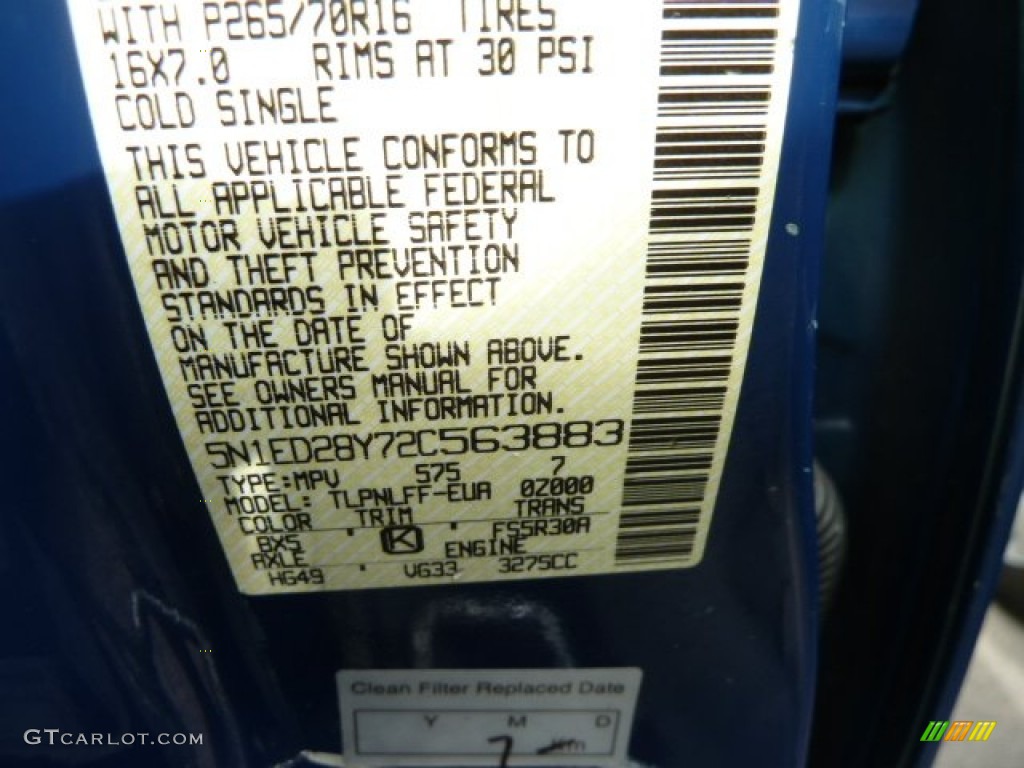 WITH P265/70R16 TIRES
16X7.0 RIMS AT 30 PSI
COLD SINGLE
THIS VEHICLE CONFORMS TO
ALL APPLICABLE FEDERAL
MOTOR VEHICLE SAFETY
AND THEFT PREVENTION
STANDARDS IN EFFECT
ON THE DATE OF
MANUFACTURE SHOWN ABOVE.
SEE OWNERS MANUAL FOR
ADDITIONAL INFORMATION.
5N1ED28Y72C563883
TYPE:MPV 575 7
MODEL: TLPNLFF-EUA 0Z000
COLOR TRIM TRANS
BX5 K FS5R30A
AXLE ENGINE
HG49 VG33 3275CC
Clean Filter Replaced Date
Y M D
7 Km
GTCARLOT.COM